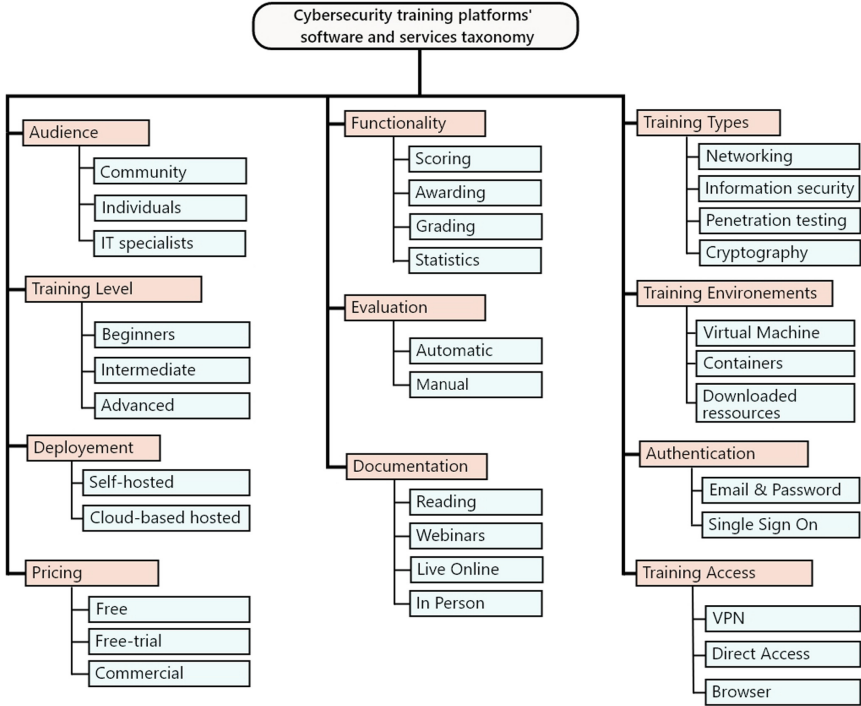 Cybersecurity training platforms'
software and services taxonomy
Audience
Community
Individuals
IT specialists
Training Level
Beginners
Intermediate
Advanced
Deployement
Self-hosted
Cloud-based hosted
Pricing
Free
Free-trial
Commercial
Functionality
Scoring
Awarding
Grading
Statistics
Evaluation
Automatic
Manual
Documentation
Reading
Webinars
Live Online
In Person
Training Types
Networking
Information security
Penetration testing
Cryptography
Training Environements
Virtual Machine
Containers
Downloaded
ressources
Authentication
Email & Password
Single Sign On
Training Access
VPN
Direct Access
Browser